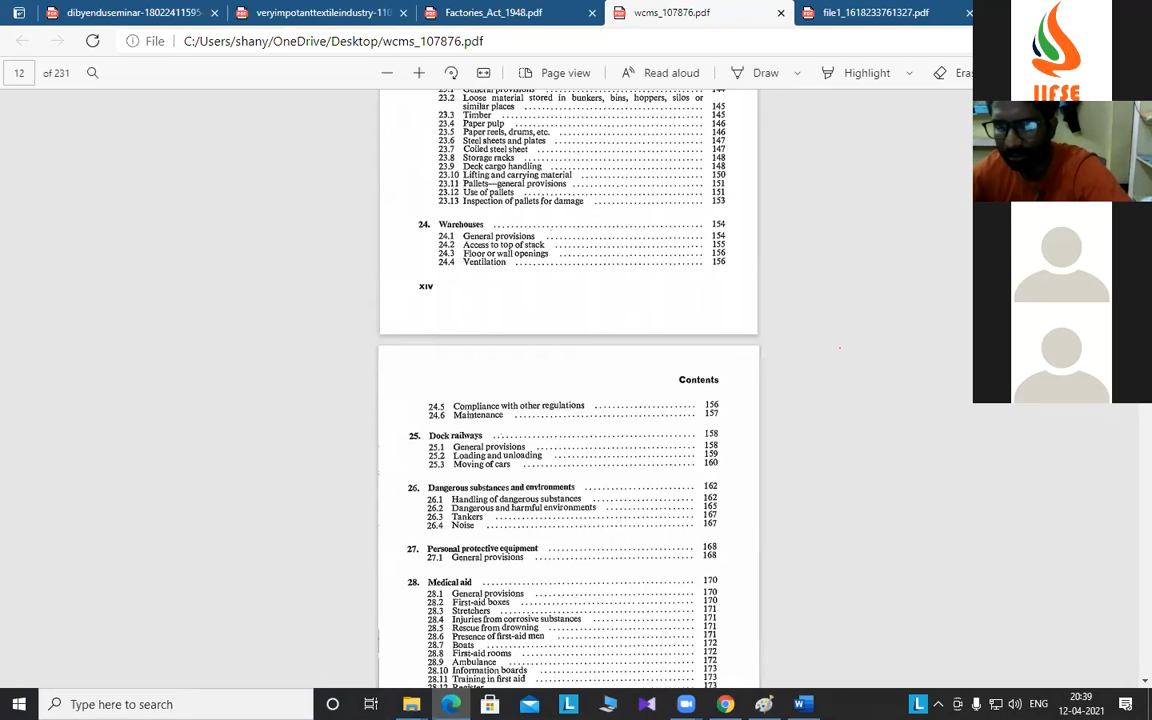 dibyenduseminar-18022411595
veryimpotanttextileindustry-110
Factories_Act_1948.pdf
wcms_107876.pdf
file1_1618233761327.pdf
File C:/Users/shany/OneDrive/Desktop/wcms_107876.pdf
12 of 231
Page view
Read aloud
Draw
Highlight
Eras
23.1 General provisions 144
23.2 Loose material stored in bunkers, bins, hoppers, silos or
similar places 145
23.3 Timber 145
23.4 Paper pulp 146
23.5 Paper reels, drums, etc. 146
23.6 Steel sheets and plates 147
23.7 Coiled steel sheet 147
23.8 Storage racks 148
23.9 Deck cargo handling 148
23.10 Lifting and carrying material 150
23.11 Pallets—general provisions 151
23.12 Use of pallets 151
23.13 Inspection of pallets for damage 153
24. Warehouses 154
24.1 General provisions 154
24.2 Access to top of stack 155
24.3 Floor or wall openings 156
24.4 Ventilation 156
XIV
Contents
24.5 Compliance with other regulations 156
24.6 Maintenance 157
25. Dock railways 158
25.1 General provisions 158
25.2 Loading and unloading 159
25.3 Moving of cars 160
26. Dangerous substances and environments 162
26.1 Handling of dangerous substances 162
26.2 Dangerous and harmful environments 165
26.3 Tankers 167
26.4 Noise 167
27. Personal protective equipment 168
27.1 General provisions 168
28. Medical aid 170
28.1 General provisions 170
28.2 First-aid boxes 170
28.3 Stretchers 171
28.4 Injuries from corrosive substances 171
28.5 Rescue from drowning 171
28.6 Presence of first-aid men 171
28.7 Boats 172
28.8 First-aid rooms 172
28.9 Ambulance 172
28.10 Information boards 173
28.11 Training in first aid 173
28.12 Register 173
IIFSE
Type here to search
ENG
20:39
12-04-2021